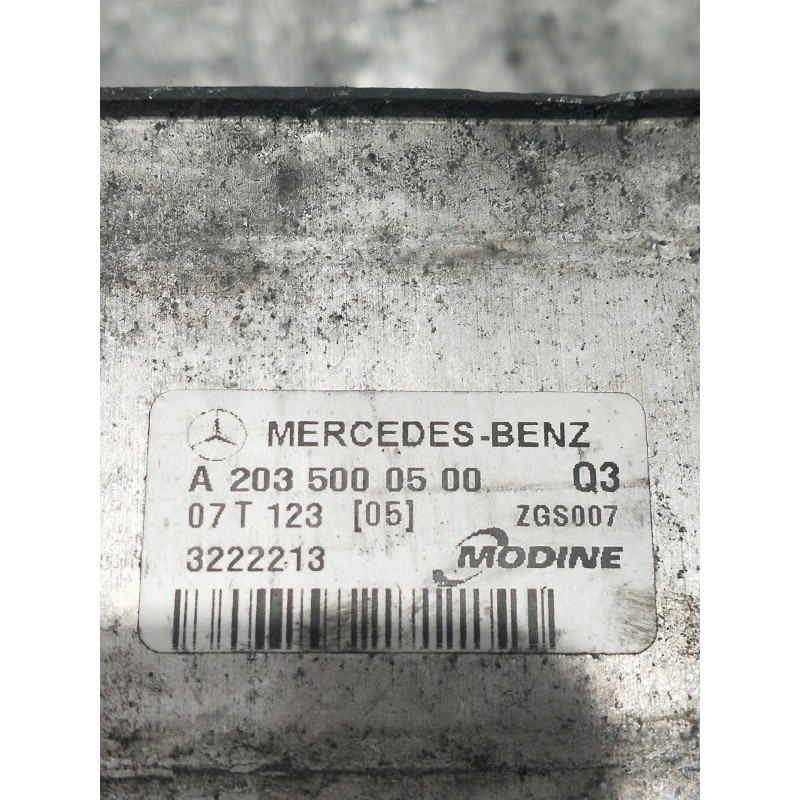 MERCEDES-BENZ
A 203 500 05 00 Q3
07 T 123 [05] ZGS007
3222213 MODINE